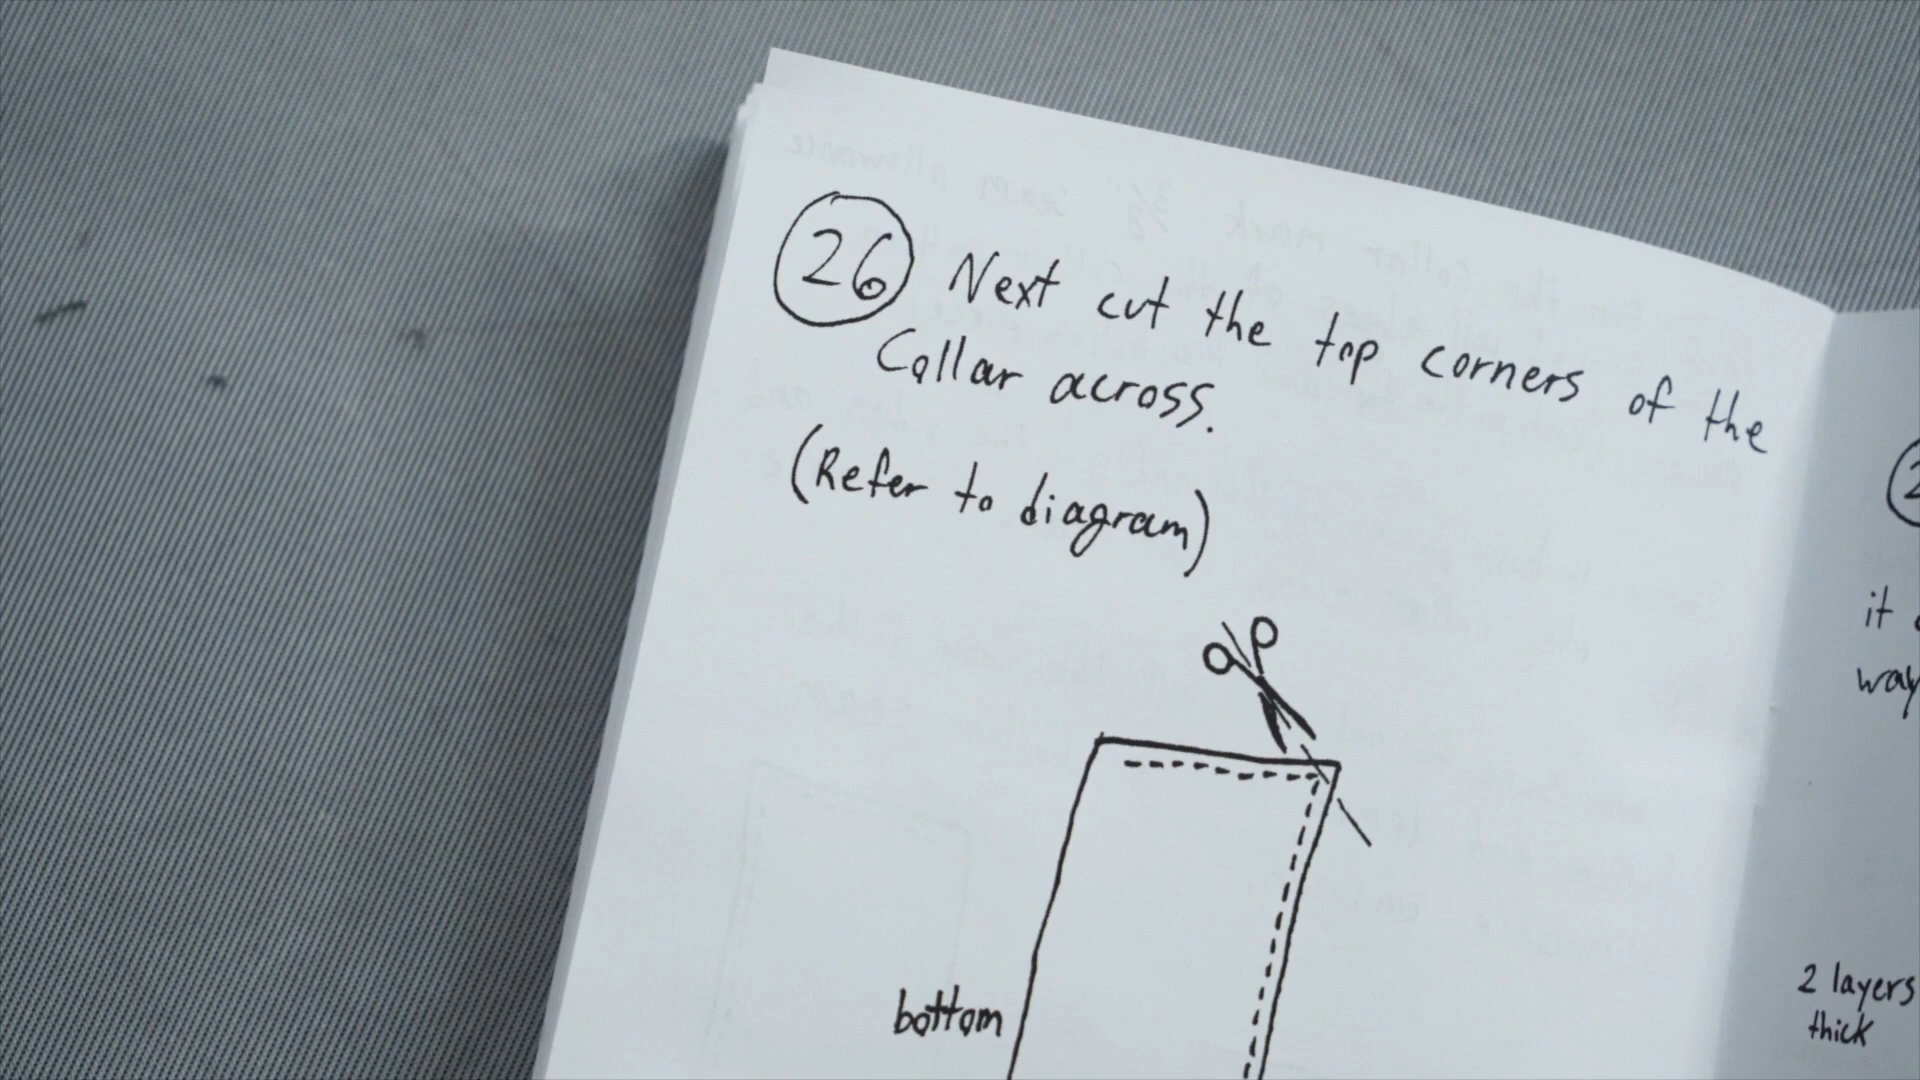 26 Next cut the top corners of the
Collar across.
(Refer to diagram)
bottom
it
way
2 layers
thick